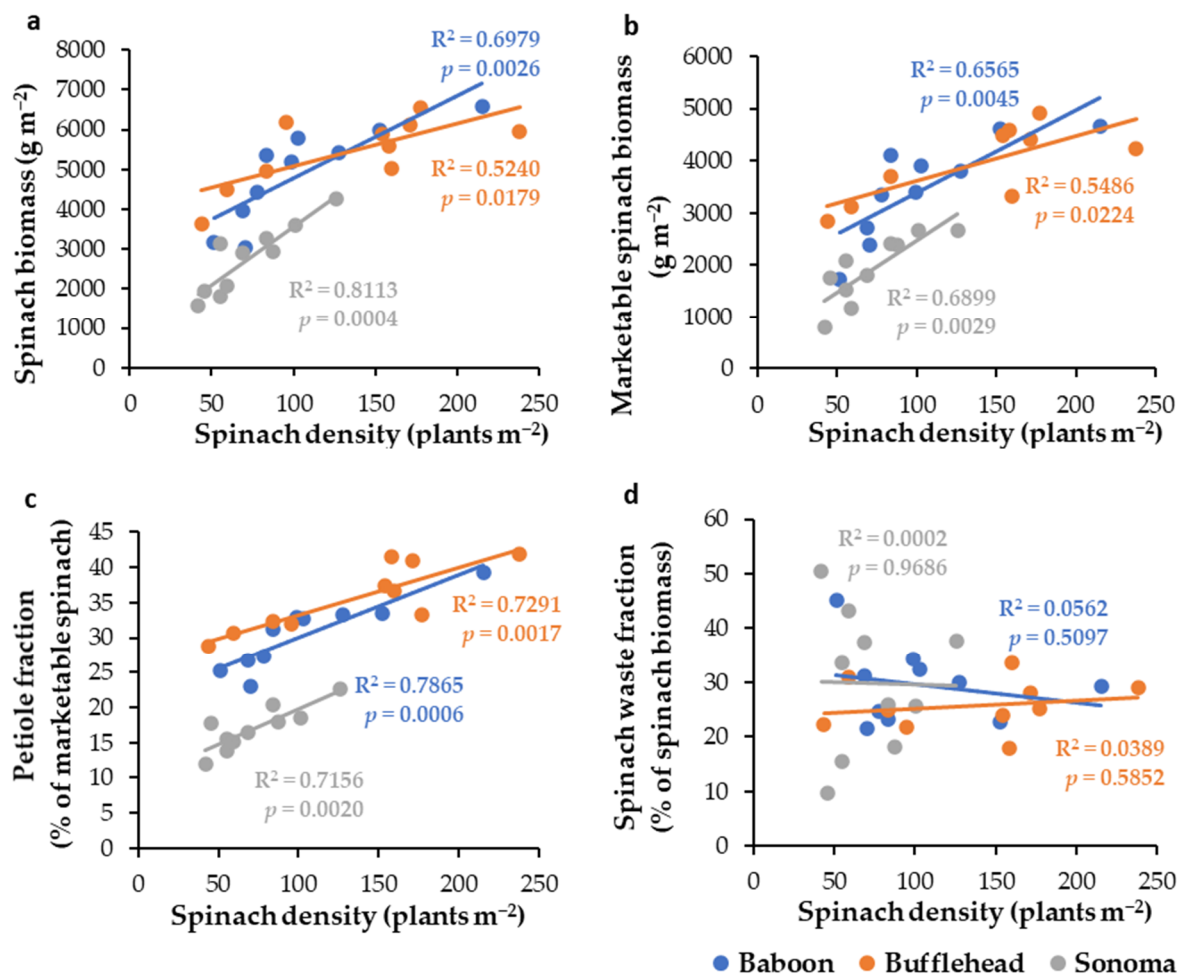 a
R² = 0.6979
p = 0.0026
Spinach biomass (g m⁻²)
8000
7000
6000
5000
4000
3000
2000
1000
0
R² = 0.5240
p = 0.0179
R² = 0.8113
p = 0.0004
0 50 100 150 200 250
Spinach density (plants m⁻²)
b
Marketable spinach biomass
(g m⁻²)
6000
5000
4000
3000
2000
1000
0
R² = 0.6565
p = 0.0045
R² = 0.5486
p = 0.0224
R² = 0.6899
p = 0.0029
0 50 100 150 200 250
Spinach density (plants m⁻²)
c
Petiole fraction
(% of marketable spinach)
45
40
35
30
25
20
15
10
5
0
R² = 0.7291
p = 0.0017
R² = 0.7865
p = 0.0006
R² = 0.7156
p = 0.0020
0 50 100 150 200 250
Spinach density (plants m⁻²)
d
Spinach waste fraction
(% of spinach biomass)
60
50
40
30
20
10
0
R² = 0.0002
p = 0.9686
R² = 0.0562
p = 0.5097
R² = 0.0389
p = 0.5852
0 50 100 150 200 250
Spinach density (plants m⁻²)
Baboon Bufflehead Sonoma